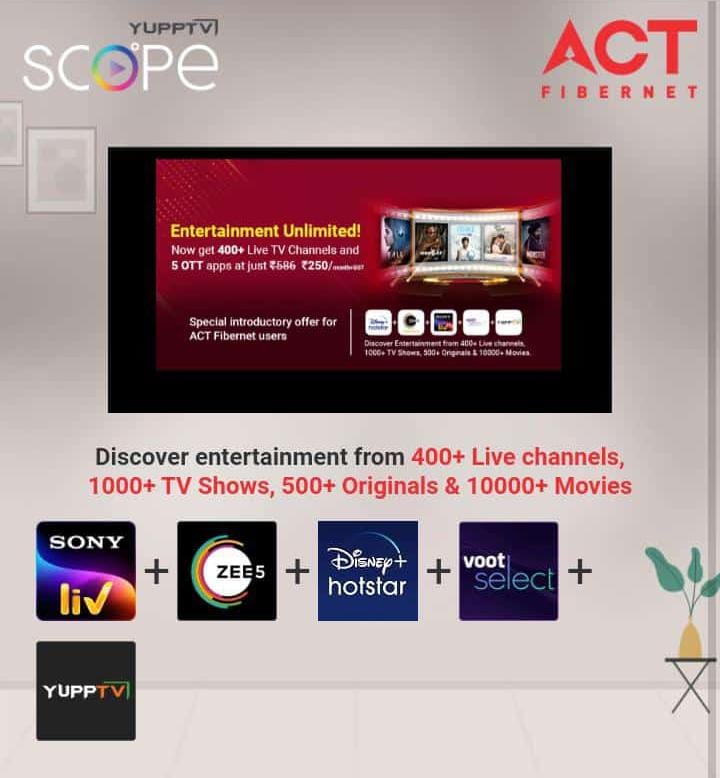 YUPPTV
SCOPE
ACT
FIBERNET
Entertainment Unlimited!
Now get 400+ Live TV Channels and
5 OTT apps at just ₹586 ₹250/month+GST
Special introductory offer for
ACT Fibernet users
Discover Entertainment from 400+ Live channels,
1000+ TV Shows, 500+ Originals & 10000+ Movies.
Discover entertainment from 400+ Live channels,
1000+ TV Shows, 500+ Originals & 10000+ Movies
SONY
liv
+
ZEE5
+
Disney+
hotstar
+
voot
select
+
YUPPTV